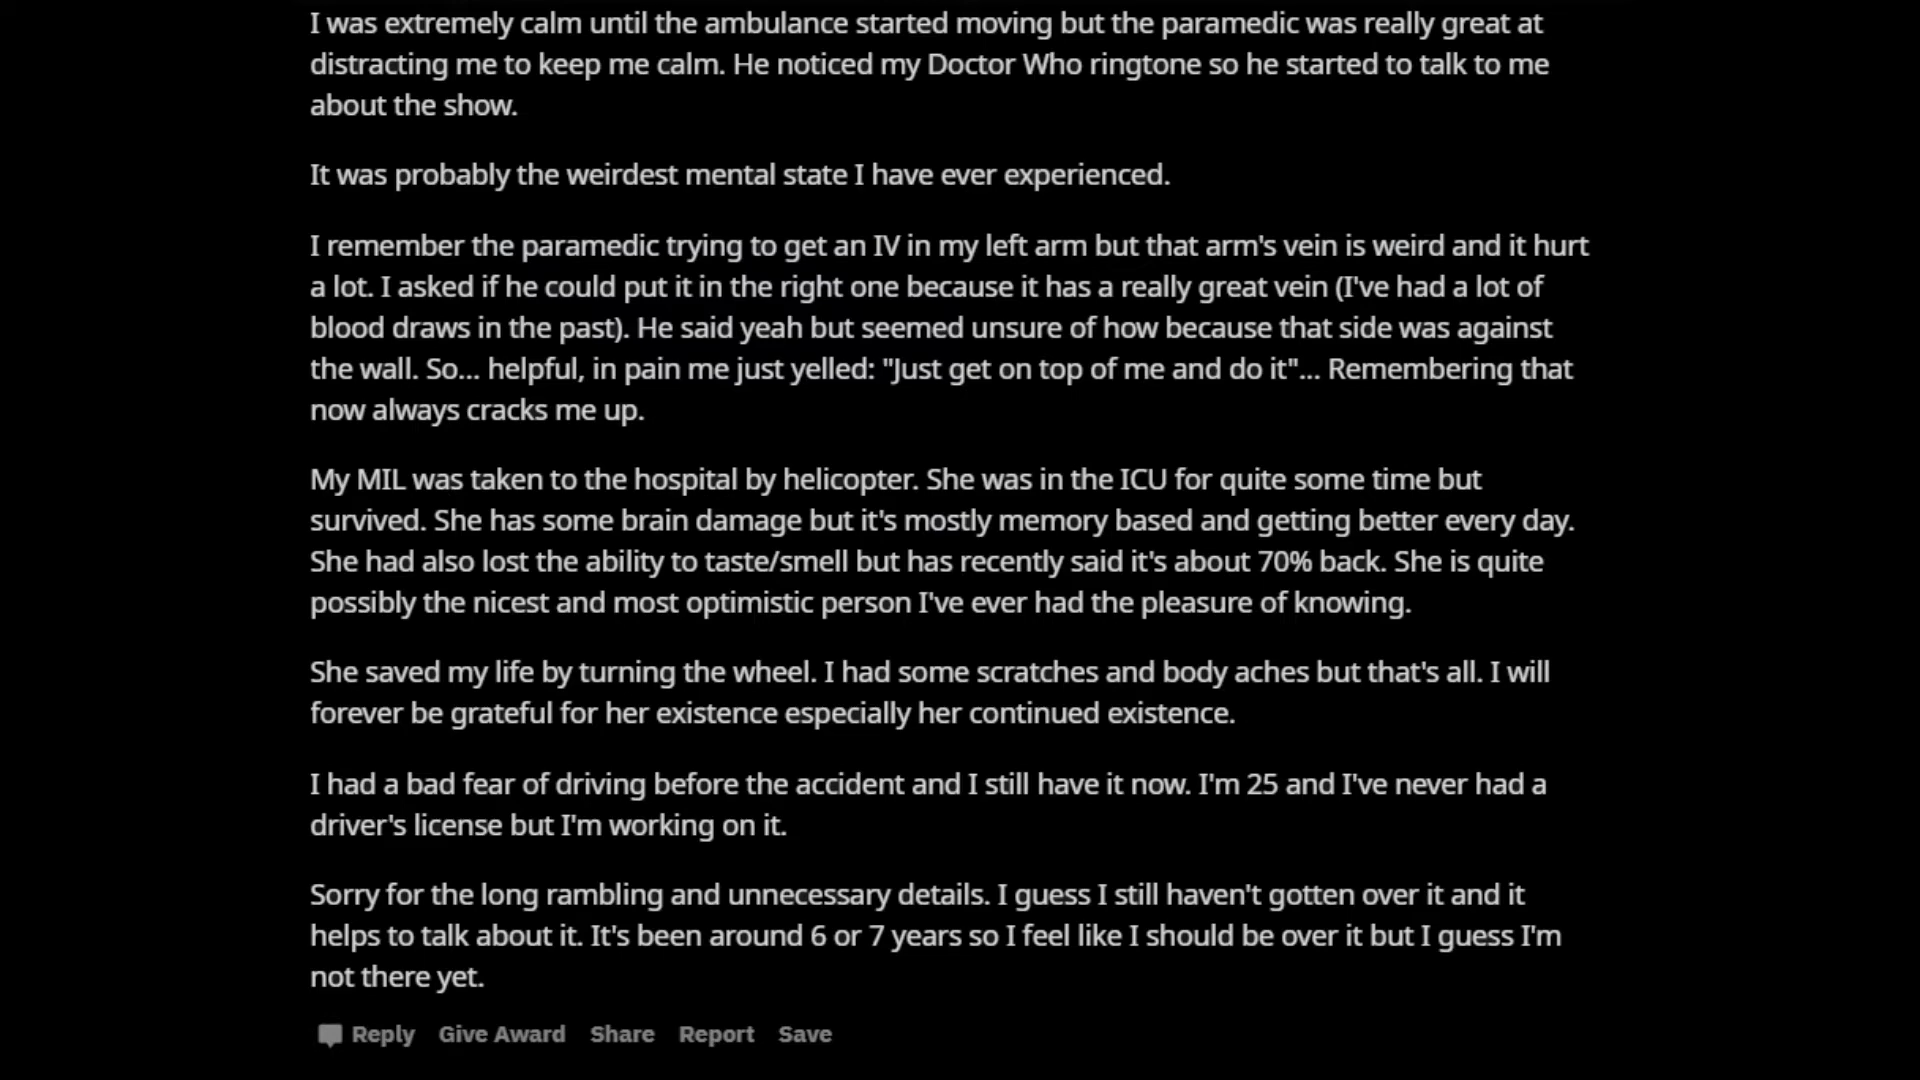 I was extremely calm until the ambulance started moving but the paramedic was really great at
distracting me to keep me calm. He noticed my Doctor Who ringtone so he started to talk to me
about the show.
It was probably the weirdest mental state I have ever experienced.
I remember the paramedic trying to get an IV in my left arm but that arm's vein is weird and it hurt
a lot. I asked if he could put it in the right one because it has a really great vein (I've had a lot of
blood draws in the past). He said yeah but seemed unsure of how because that side was against
the wall. So... helpful, in pain me just yelled: "Just get on top of me and do it"... Remembering that
now always cracks me up.
My MIL was taken to the hospital by helicopter. She was in the ICU for quite some time but
survived. She has some brain damage but it's mostly memory based and getting better every day.
She had also lost the ability to taste/smell but has recently said it's about 70% back. She is quite
possibly the nicest and most optimistic person I've ever had the pleasure of knowing.
She saved my life by turning the wheel. I had some scratches and body aches but that's all. I will
forever be grateful for her existence especially her continued existence.
I had a bad fear of driving before the accident and I still have it now. I'm 25 and I've never had a
driver's license but I'm working on it.
Sorry for the long rambling and unnecessary details. I guess I still haven't gotten over it and it
helps to talk about it. It's been around 6 or 7 years so I feel like I should be over it but I guess I'm
not there yet.
Reply Give Award Share Report Save